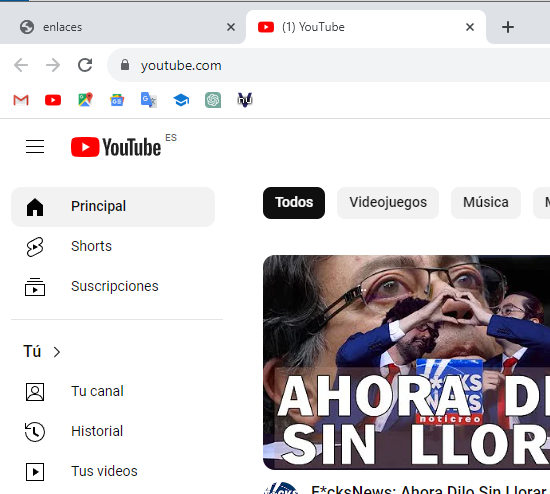 enlaces
(1) YouTube
youtube.com
YouTube ES
Principal
Todos
Videojuegos
Música
Shorts
Suscripciones
Tú
Tu canal
Historial
Tus videos
noticreo
AHORA DI
SIN LLOR
F*cksNews: Ahora Dilo Sin Llorar